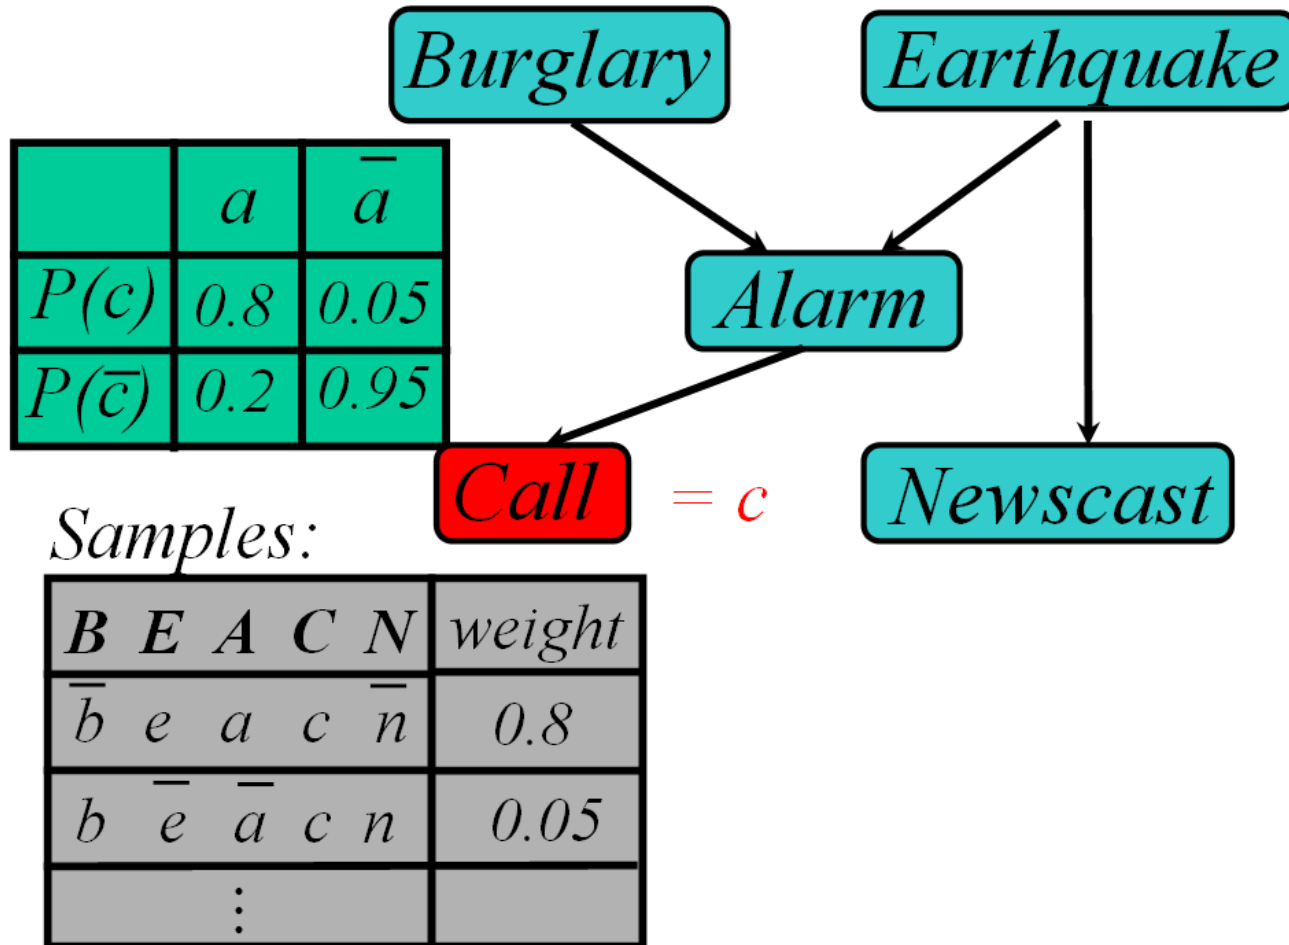 Burglary Earthquake
a a̅
Alarm
P(c) 0.8 0.05
P(c̅) 0.2 0.95
Call = c Newscast
Samples:
B E A C N weight
b̅ e a c n̅ 0.8
b e̅ a̅ c n 0.05
⋮